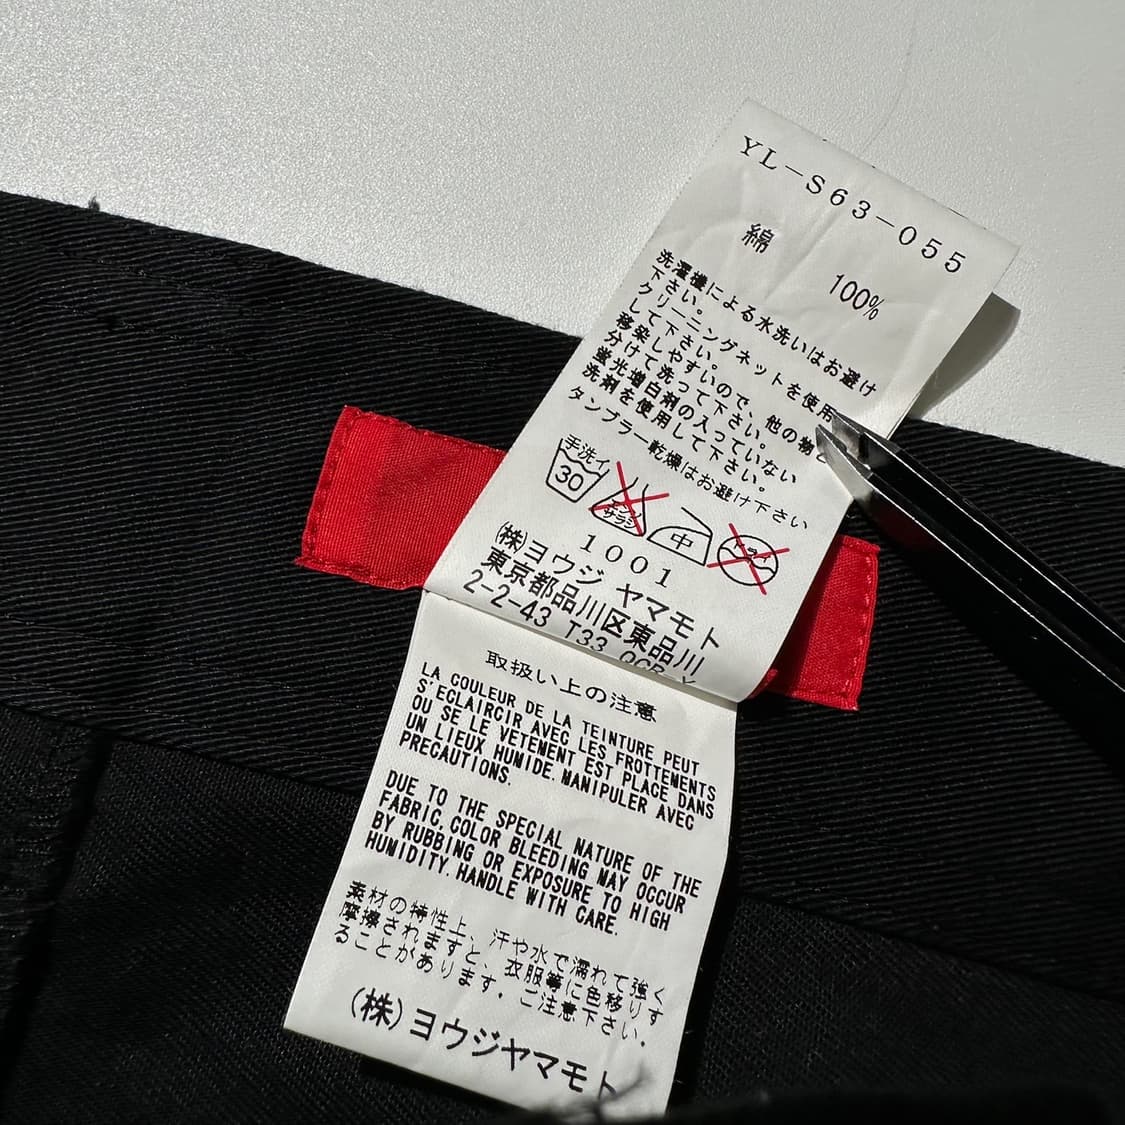 YL-S63-055
綿 100%
洗濯機による水洗いはお避け
下さい。
クリーニングネットを使用
して下さい。
移染しやすいので、他の物
分けて洗って下さい。
蛍光増白剤の入っていない
洗剤を使用して下さい。
タンブラー乾燥はお避け下さい
手洗イ
30
エンソ
サラシ
中
ドライ
1001
(株)ヨウジ ヤマモト
東京都品川区東品川
2-2-43 T33
取扱い上の注意
LA COULEUR DE LA TEINTURE PEUT
S'ECLAIRCIR AVEC LES FROTTEMENTS
OU SE LE VETEMENT EST PLACE DANS
UN LIEUX HUMIDE.MANIPULER AVEC
PRECAUTIONS.
DUE TO THE SPECIAL NATURE OF THE
FABRIC,COLOR BLEEDING MAY OCCUR
BY RUBBING OR EXPOSURE TO HIGH
HUMIDITY.HANDLE WITH CARE.
素材の特性上、汗や水で濡れて強く
摩擦されますと、衣服等に色移りす
ることがあります。ご注意下さい。
(株)ヨウジヤマモト